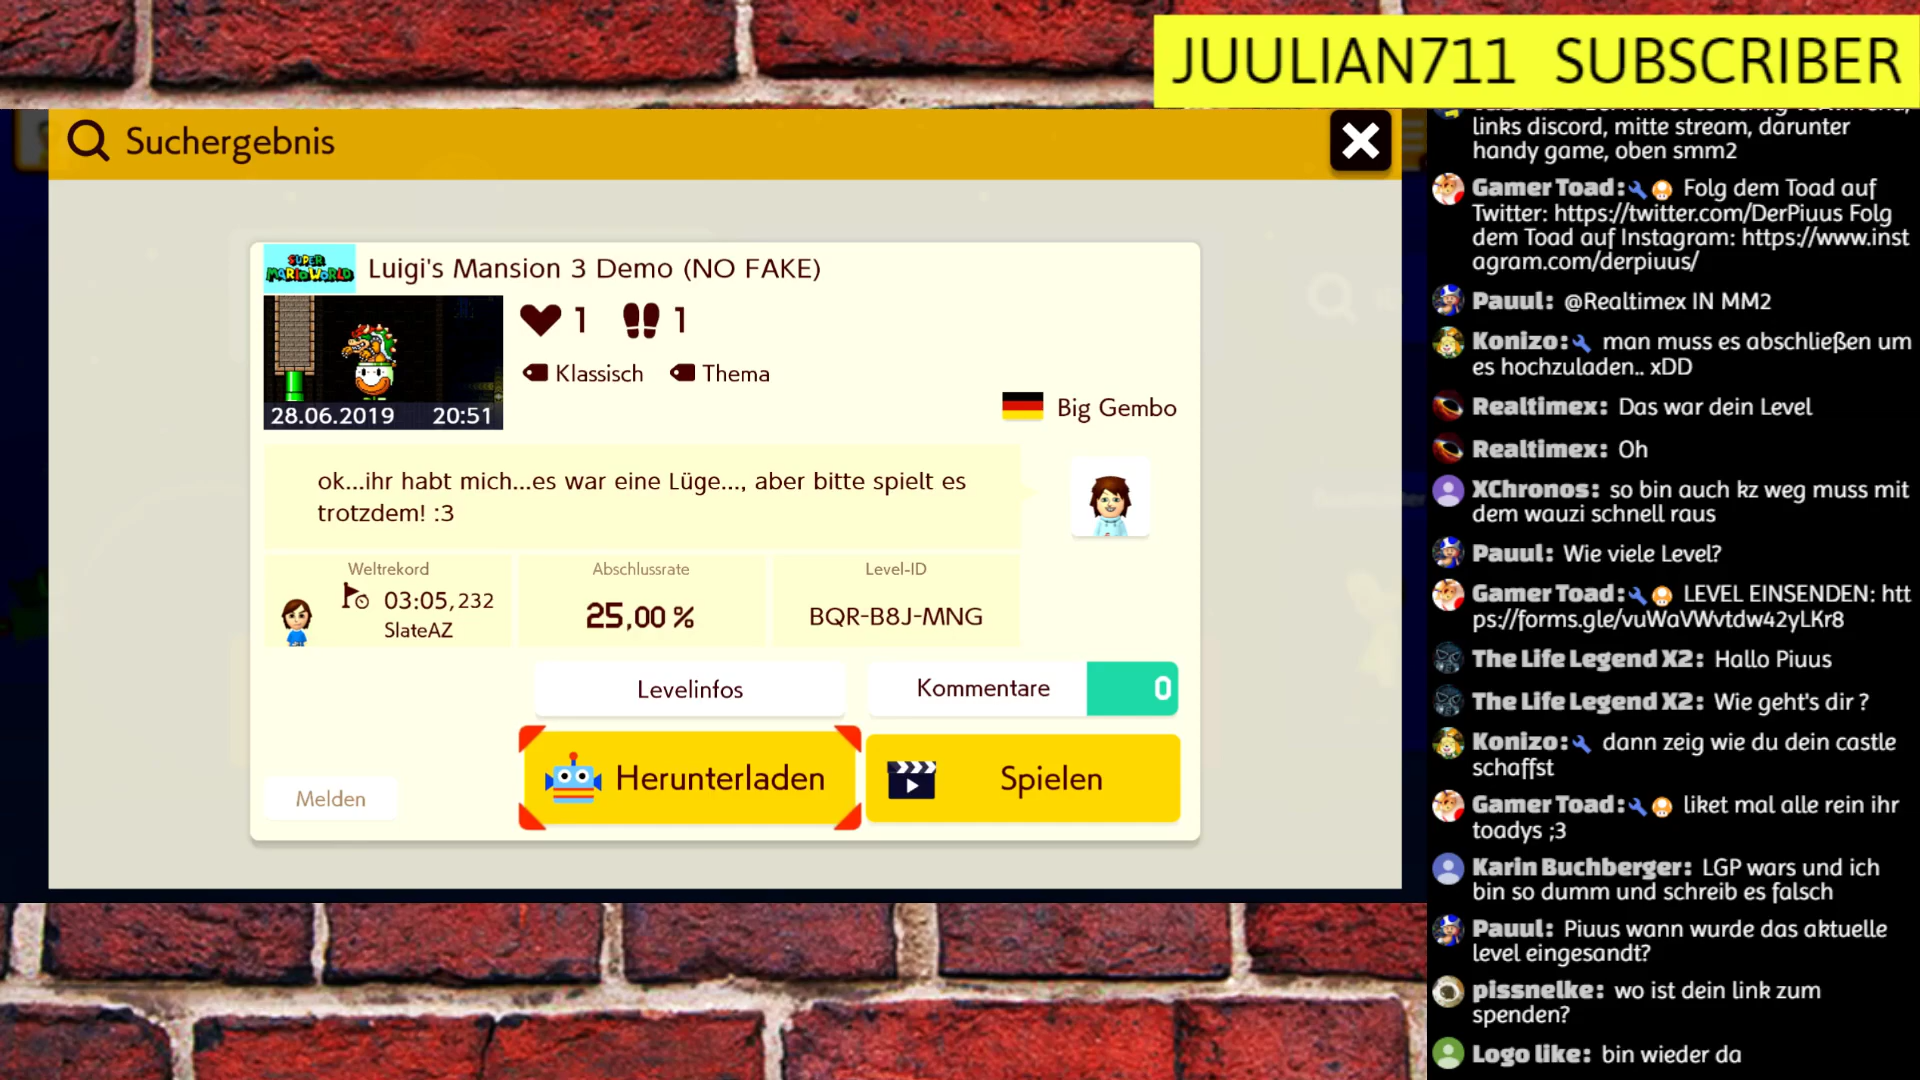 JUULIAN711 SUBSCRIBER
Suchergebnis
SUPER
MARIO WORLD
Luigi's Mansion 3 Demo (NO FAKE)
1 1
Klassisch Thema
28.06.2019 20:51
Big Gembo
ok...ihr habt mich...es war eine Lüge..., aber bitte spielt es
trotzdem! :3
Weltrekord
03:05,232
SlateAZ
Abschlussrate
25,00 %
Level-ID
BQR-B8J-MNG
Levelinfos
Kommentare 0
Melden
Herunterladen
Spielen
links discord, mitte stream, darunter
handy game, oben smm2
Gamer Toad: Folg dem Toad auf
Twitter: https://twitter.com/DerPiuus Folg
dem Toad auf Instagram: https://www.inst
agram.com/derpiuus/
Pauul: @Realtimex IN MM2
Konizo: man muss es abschließen um
es hochzuladen.. xDD
Realtimex: Das war dein Level
Realtimex: Oh
XChronos: so bin auch kz weg muss mit
dem wauzi schnell raus
Pauul: Wie viele Level?
Gamer Toad: LEVEL EINSENDEN: htt
ps://forms.gle/vuWaVWvtdw42yLKr8
The Life Legend X2: Hallo Piuus
The Life Legend X2: Wie geht's dir ?
Konizo: dann zeig wie du dein castle
schaffst
Gamer Toad: liket mal alle rein ihr
toadys ;3
Karin Buchberger: LGP wars und ich
bin so dumm und schreib es falsch
Pauul: Piuus wann wurde das aktuelle
level eingesandt?
pissnelke: wo ist dein link zum
spenden?
Logo like: bin wieder da